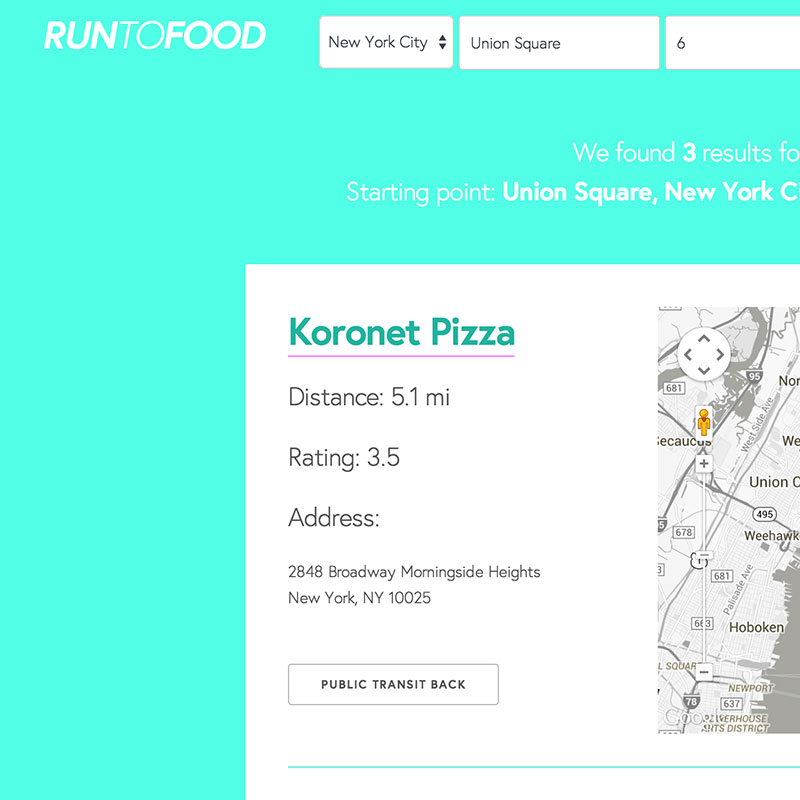 RUNTOFOOD
New York City
Union Square
6
We found 3 results fo
Starting point: Union Square, New York Ci
Koronet Pizza
Distance: 5.1 mi
Rating: 3.5
Address:
2848 Broadway Morningside Heights
New York, NY 10025
PUBLIC TRANSIT BACK
95
681
Nor
West Side Ave
Secaucus
We
Union C
495
678
Weehawk
681
Palisade Ave
663
Hoboken
L SQUAR
NEWPORT
78
637
Goo
POWERHOUSE
ARTS DISTRICT